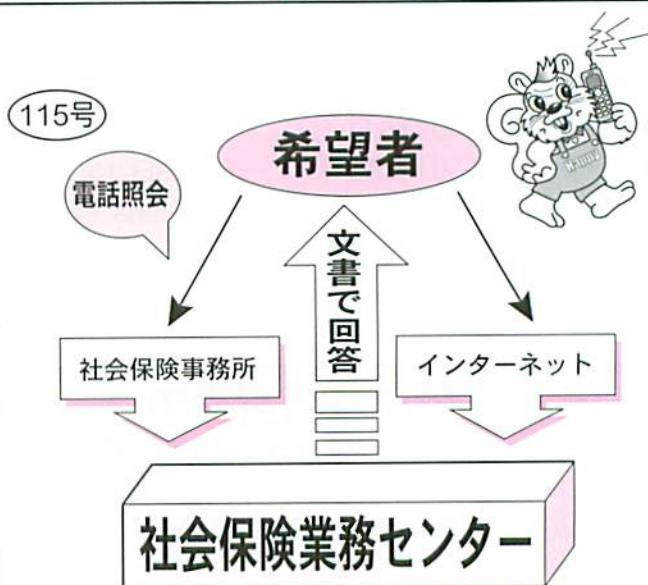 115号
希望者
電話照会
文書で回答
社会保険事務所
インターネット
社会保険業務センター